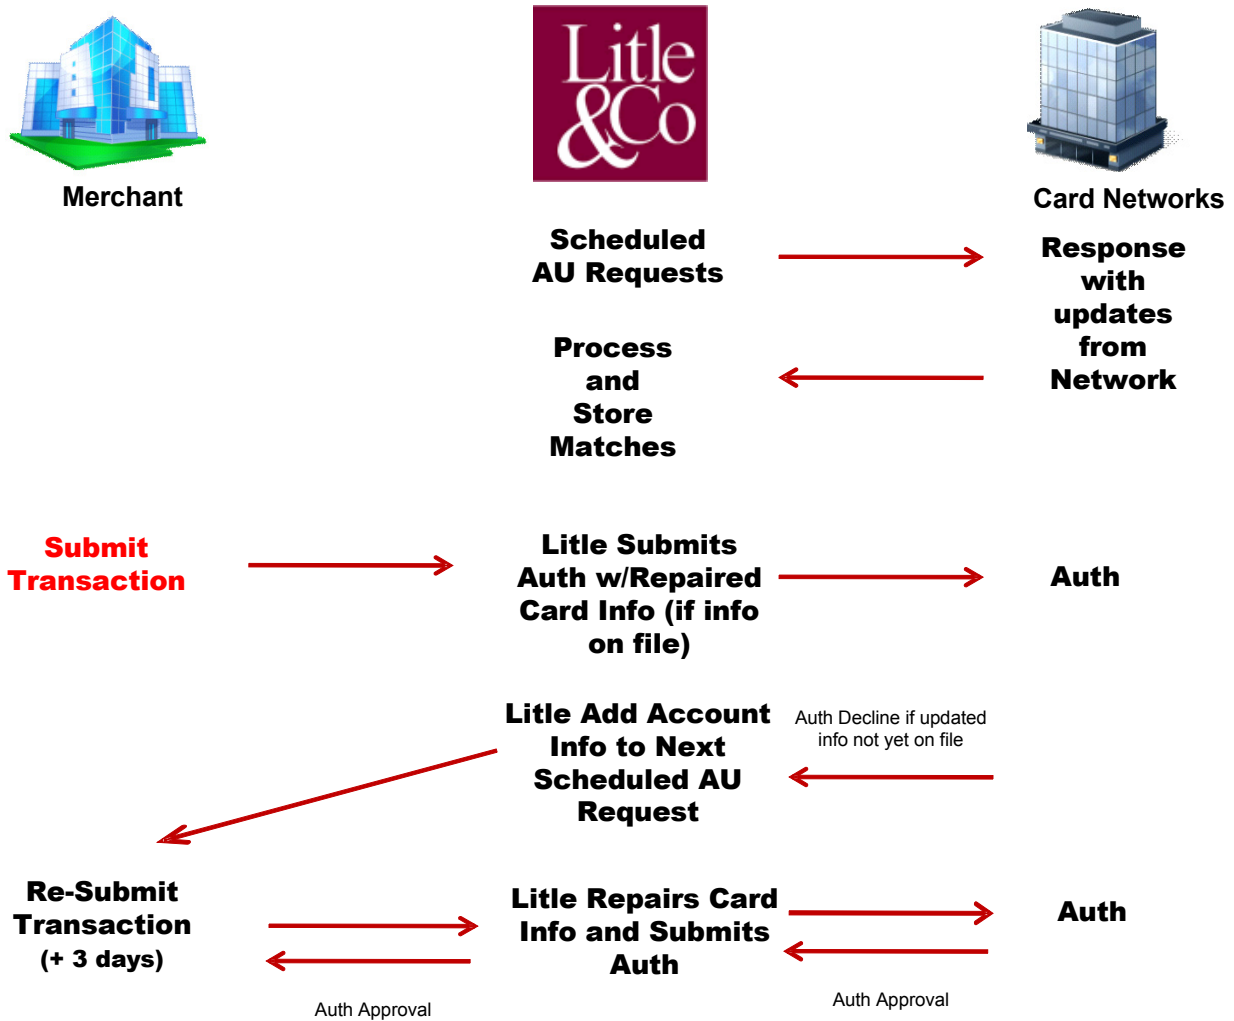 Litle
&Co
Merchant
Card Networks
Scheduled
AU Requests
Response
with
updates
from
Network
Process
and
Store
Matches
Submit
Transaction
Litle Submits
Auth w/Repaired
Card Info (if info
on file)
Auth
Litle Add Account
Info to Next
Scheduled AU
Request
Auth Decline if updated
info not yet on file
Re-Submit
Transaction
(+ 3 days)
Litle Repairs Card
Info and Submits
Auth
Auth
Auth Approval
Auth Approval